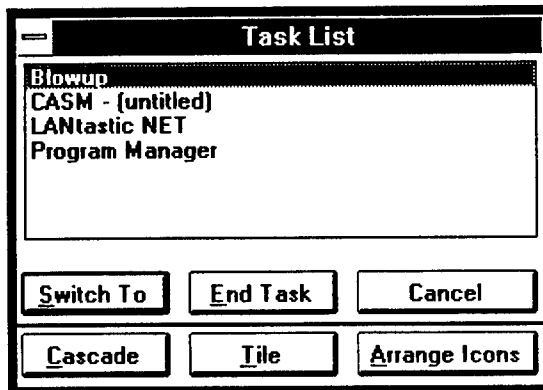 Task List
Blowup
CASM - (untitled)
LANtastic NET
Program Manager
Switch To End Task Cancel
Cascade Tile Arrange Icons